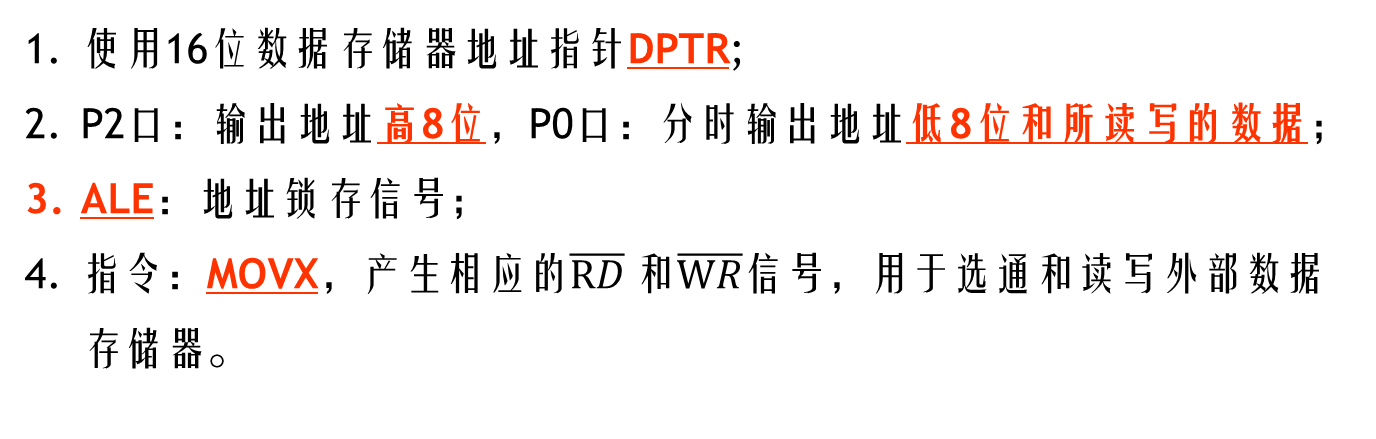 1. 使用16位数据存储器地址指针DPTR;
2. P2口：输出地址高8位，P0口：分时输出地址低8位和所读写的数据；
3. ALE：地址锁存信号；
4. 指令：MOVX，产生相应的R̅D̅ 和W̅R̅信号，用于选通和读写外部数据
存储器。